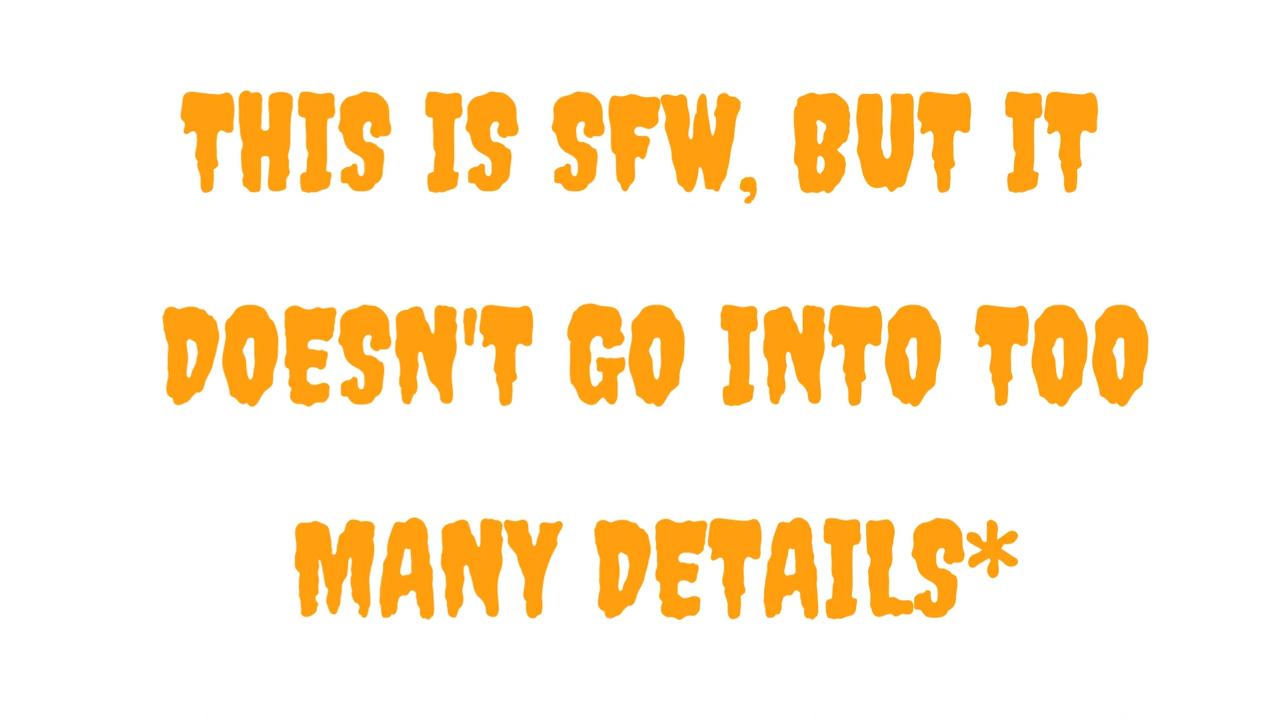 THIS IS SFW, BUT IT
DOESN'T GO INTO TOO
MANY DETAILS*